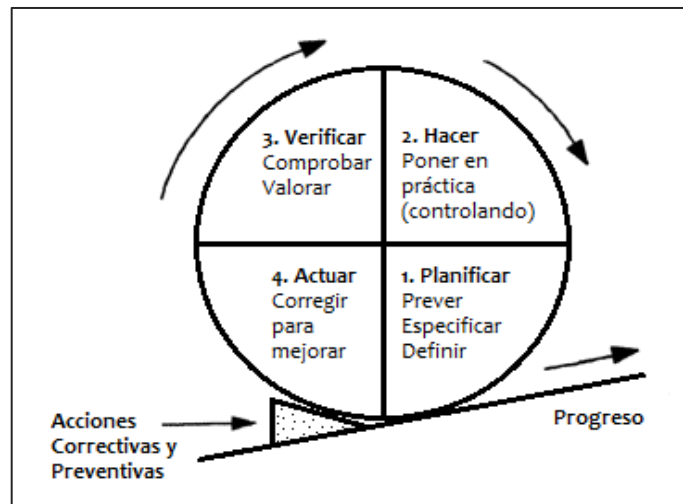 3. Verificar
Comprobar
Valorar
2. Hacer
Poner en
práctica
(controlando)
4. Actuar
Corregir
para
mejorar
1. Planificar
Prever
Especificar
Definir
Acciones
Correctivas y
Preventivas
Progreso